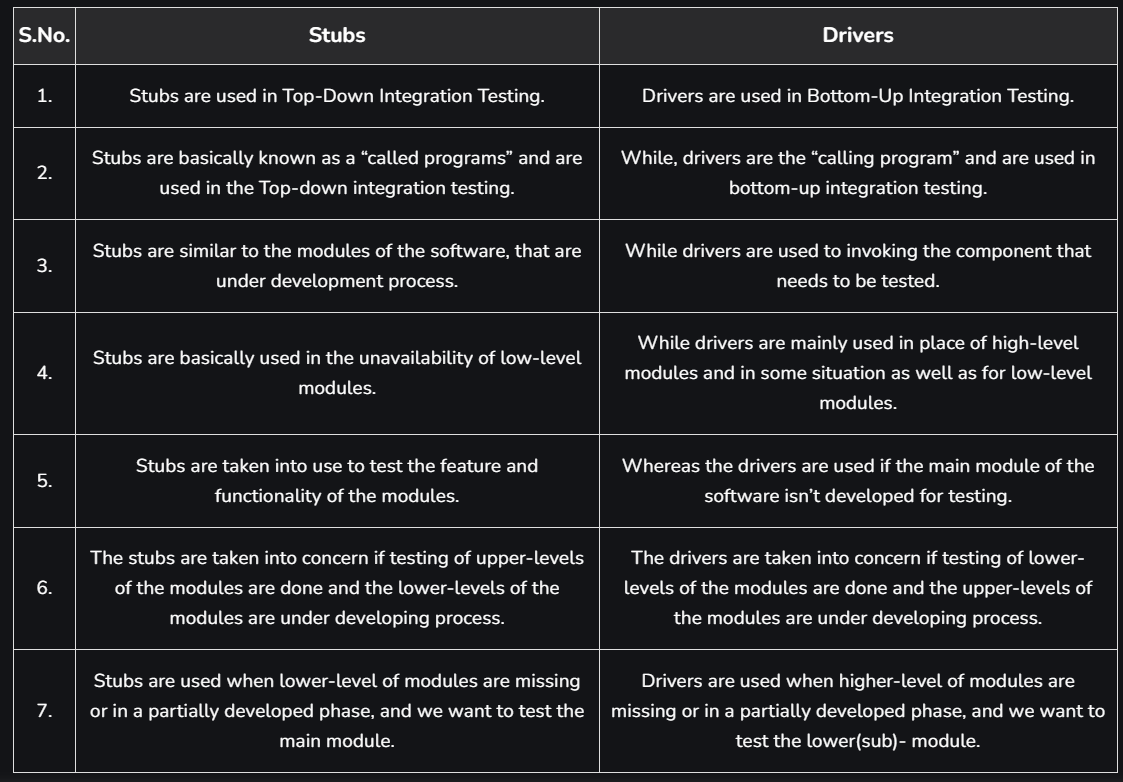 S.No.
Stubs
Drivers
1.
Stubs are used in Top-Down Integration Testing.
Drivers are used in Bottom-Up Integration Testing.
2.
Stubs are basically known as a “called programs” and are
used in the Top-down integration testing.
While, drivers are the “calling program” and are used in
bottom-up integration testing.
3.
Stubs are similar to the modules of the software, that are
under development process.
While drivers are used to invoking the component that
needs to be tested.
4.
Stubs are basically used in the unavailability of low-level
modules.
While drivers are mainly used in place of high-level
modules and in some situation as well as for low-level
modules.
5.
Stubs are taken into use to test the feature and
functionality of the modules.
Whereas the drivers are used if the main module of the
software isn’t developed for testing.
6.
The stubs are taken into concern if testing of upper-levels
of the modules are done and the lower-levels of the
modules are under developing process.
The drivers are taken into concern if testing of lower-
levels of the modules are done and the upper-levels of
the modules are under developing process.
7.
Stubs are used when lower-level of modules are missing
or in a partially developed phase, and we want to test the
main module.
Drivers are used when higher-level of modules are
missing or in a partially developed phase, and we want to
test the lower(sub)- module.